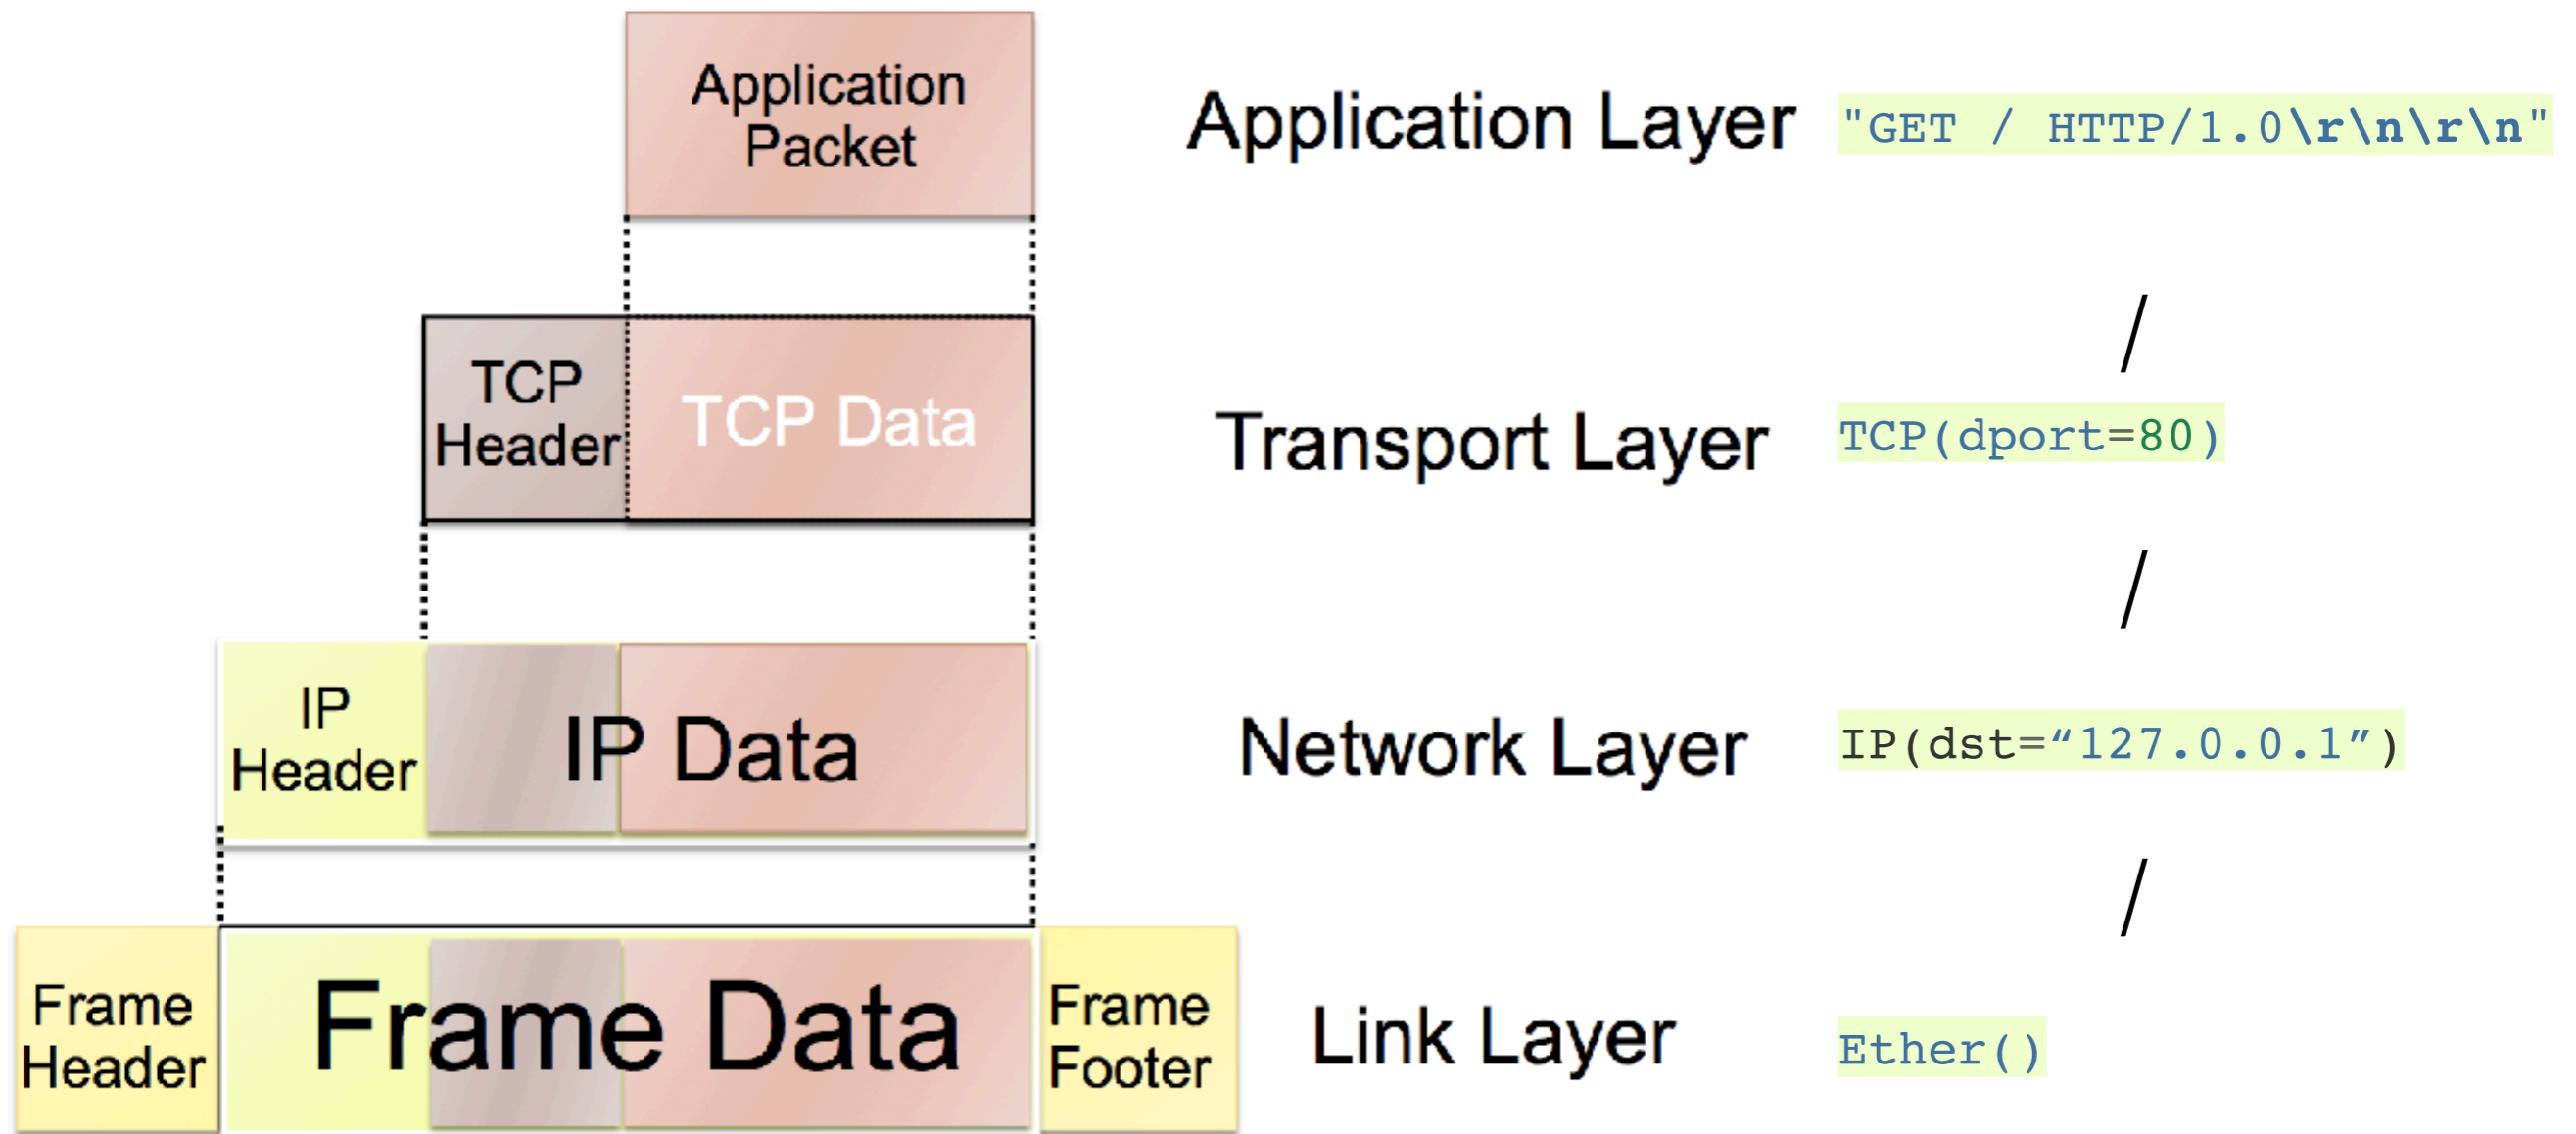 Application
Packet
Application Layer
"GET / HTTP/1.0\r\n\r\n"
/
TCP
Header
TCP Data
Transport Layer
TCP(dport=80)
/
IP
Header
IP Data
Network Layer
IP(dst=“127.0.0.1”)
/
Frame
Header
Frame Data
Frame
Footer
Link Layer
Ether()